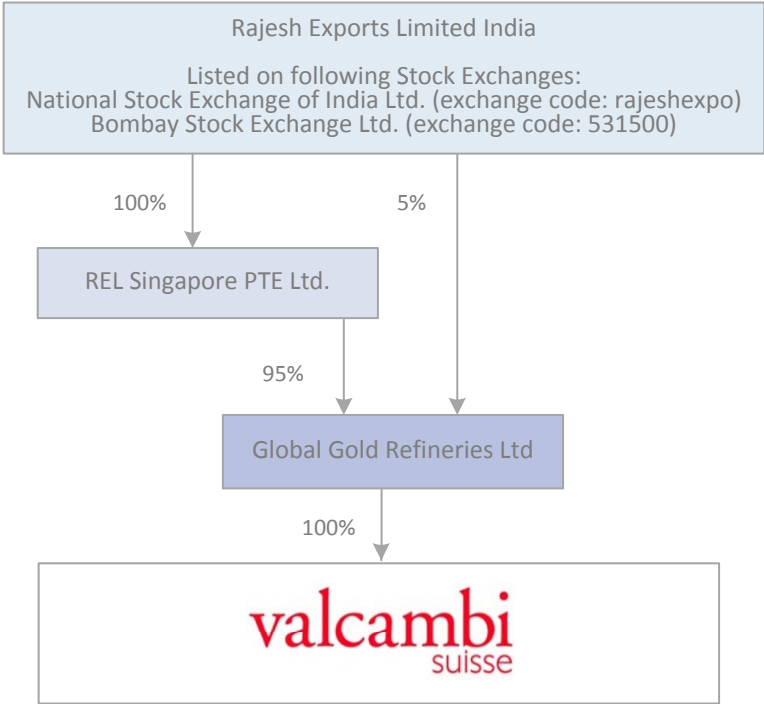 Rajesh Exports Limited India
Listed on following Stock Exchanges:
National Stock Exchange of India Ltd. (exchange code: rajeshexpo)
Bombay Stock Exchange Ltd. (exchange code: 531500)
100%
5%
REL Singapore PTE Ltd.
95%
Global Gold Refineries Ltd
100%
valcambi
suisse